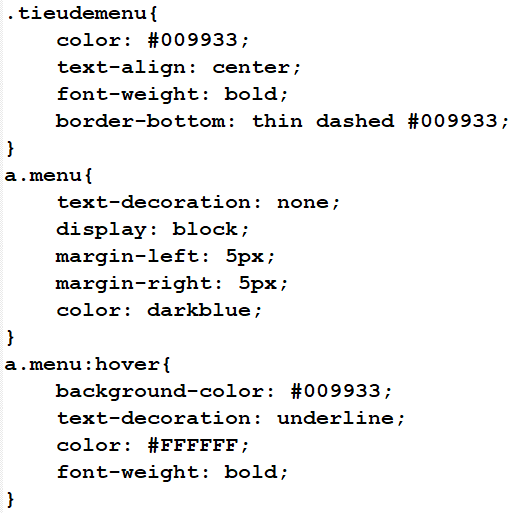 .tieudemenu{
    color: #009933;
    text-align: center;
    font-weight: bold;
    border-bottom: thin dashed #009933;
}
a.menu{
    text-decoration: none;
    display: block;
    margin-left: 5px;
    margin-right: 5px;
    color: darkblue;
}
a.menu:hover{
    background-color: #009933;
    text-decoration: underline;
    color: #FFFFFF;
    font-weight: bold;
}